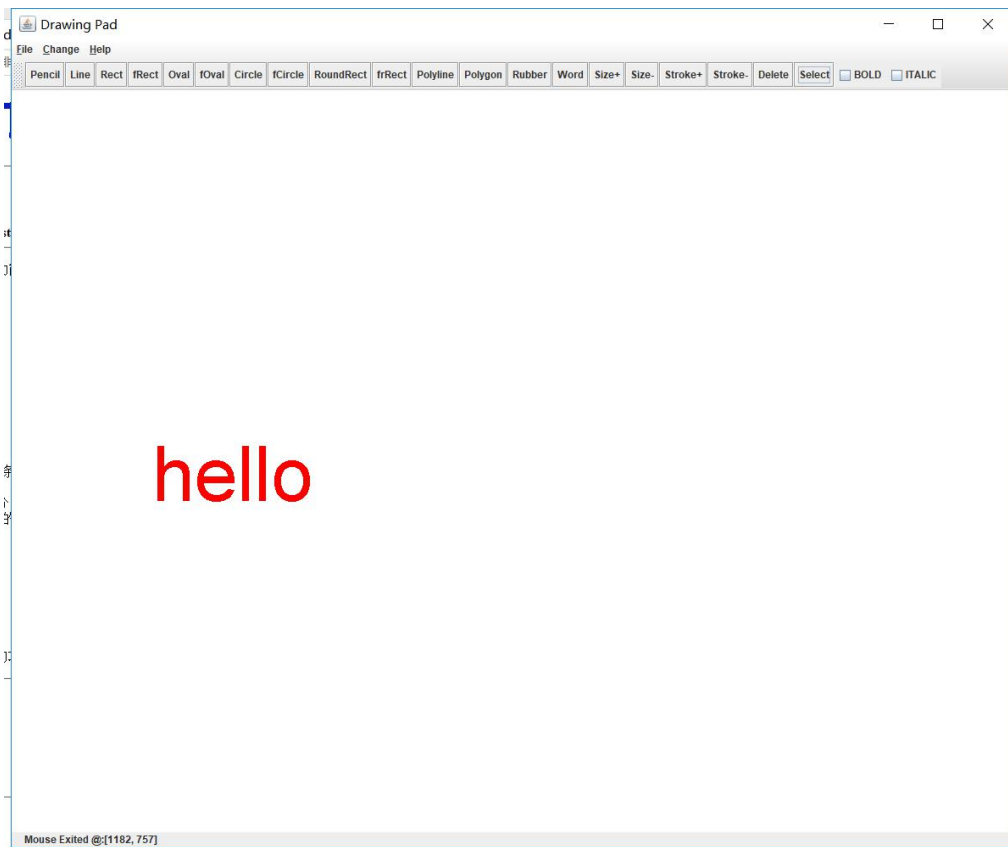 Drawing Pad
File Change Help
Pencil Line Rect fRect Oval fOval Circle fCircle RoundRect frRect Polyline Polygon Rubber Word Size+ Size- Stroke+ Stroke- Delete Select BOLD ITALIC
hello
Mouse Exited @:[1182, 757]